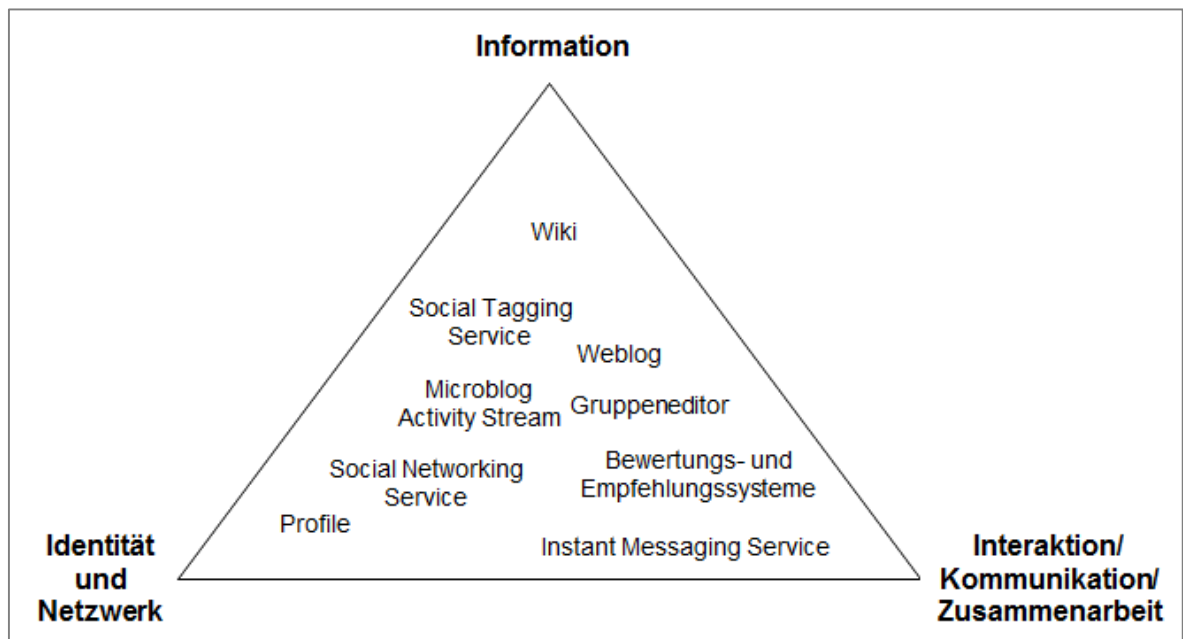 Information
Wiki
Social Tagging
Service
Weblog
Microblog
Activity Stream
Gruppeneditor
Social Networking
Service
Bewertungs- und
Empfehlungssysteme
Profile
Instant Messaging Service
Identität
und
Netzwerk
Interaktion/
Kommunikation/
Zusammenarbeit